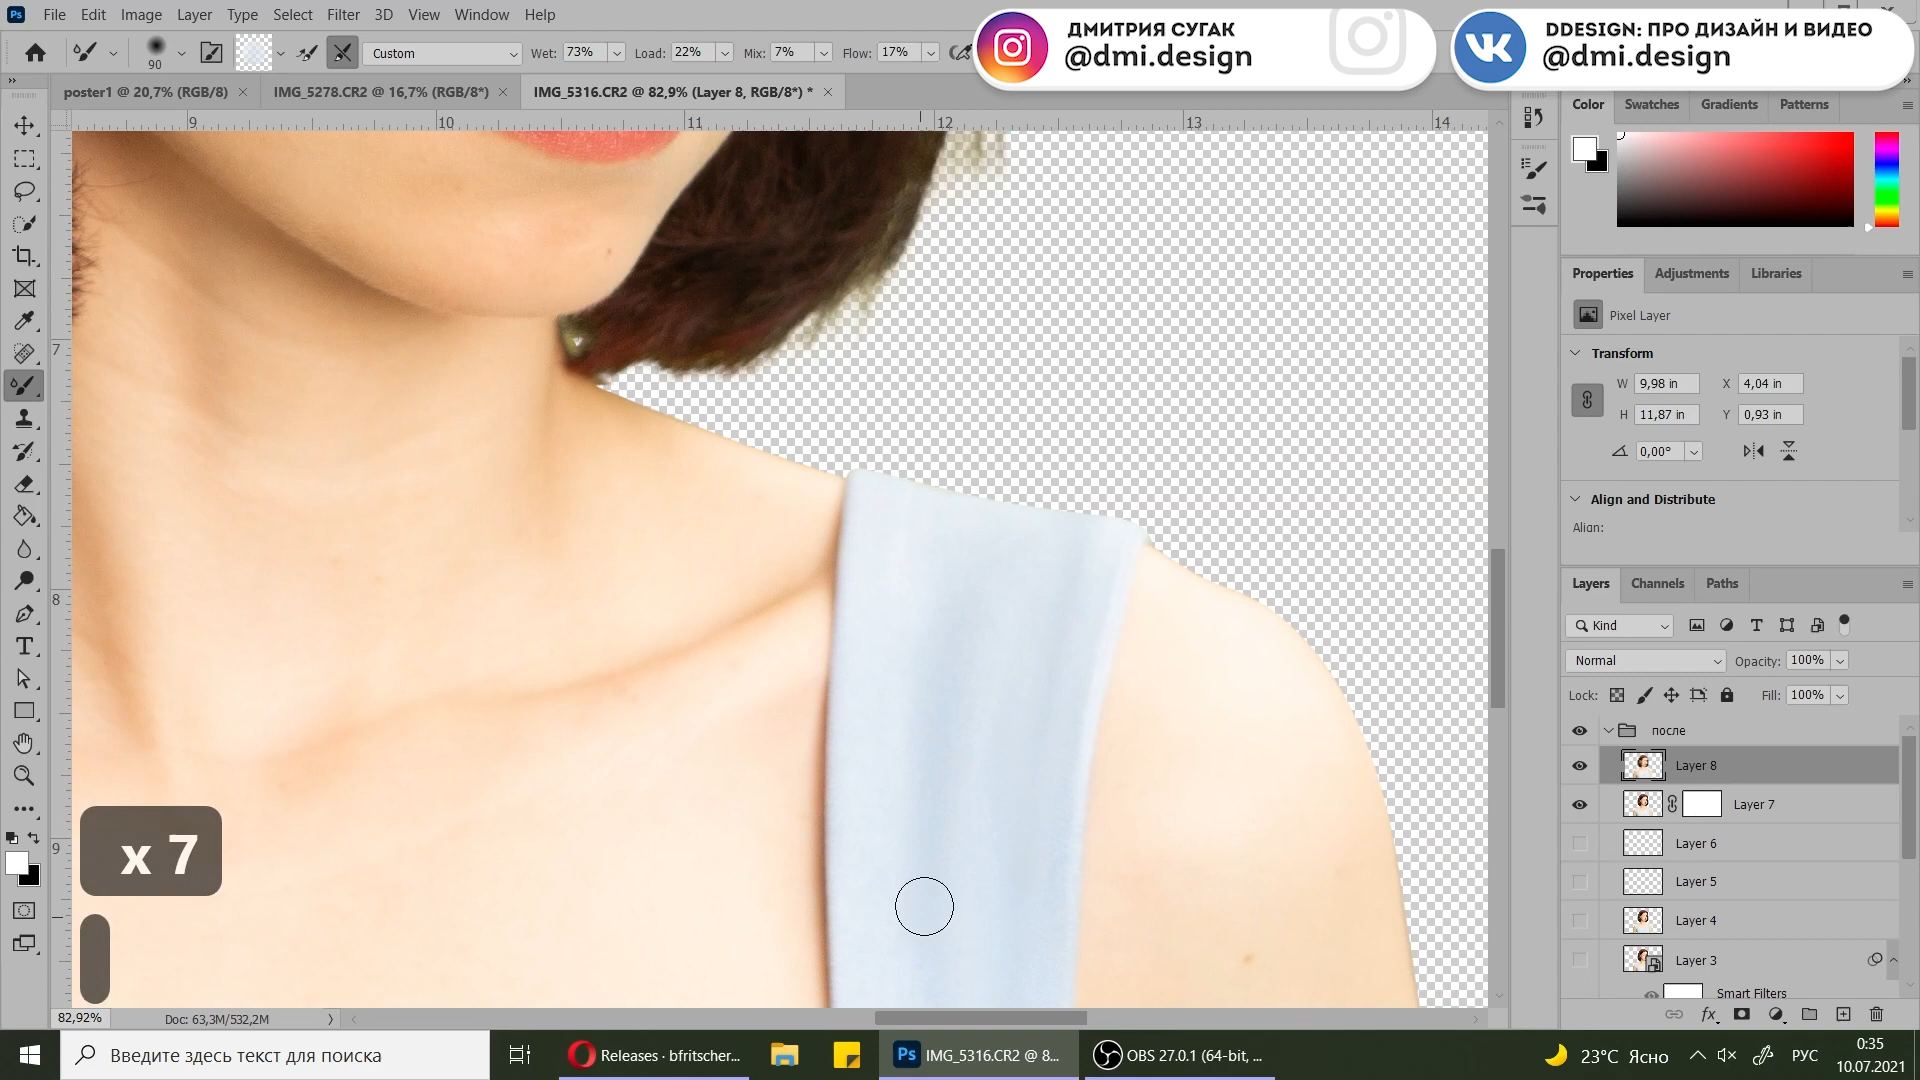 File Edit Image Layer Type Select Filter 3D View Window Help
ДМИТРИЯ СУГАК
@dmi.design
DDESIGN: ПРО ДИЗАЙН И ВИДЕО
@dmi.design
90
Custom
Wet: 73% Load: 22% Mix: 7% Flow: 17%
poster1 @ 20,7% (RGB/8)
IMG_5278.CR2 @ 16,7% (RGB/8*)
IMG_5316.CR2 @ 82,9% (Layer 8, RGB/8*) *
9 10 11 12 13 14
7
8
9
Color Swatches Gradients Patterns
Properties Adjustments Libraries
Pixel Layer
Transform
W 9,98 in X 4,04 in
H 11,87 in Y 0,93 in
0,00°
Align and Distribute
Align:
Layers Channels Paths
Kind
Normal Opacity: 100%
Lock: Fill: 100%
после
Layer 8
Layer 7
Layer 6
Layer 5
Layer 4
Layer 3
Smart Filters
fx
x 7
82,92% Doc: 63,3M/532,2M
Введите здесь текст для поиска
Releases · bfritscher...
Ps IMG_5316.CR2 @ 8...
OBS 27.0.1 (64-bit, ...
23°C Ясно
РУС
0:35
10.07.2021